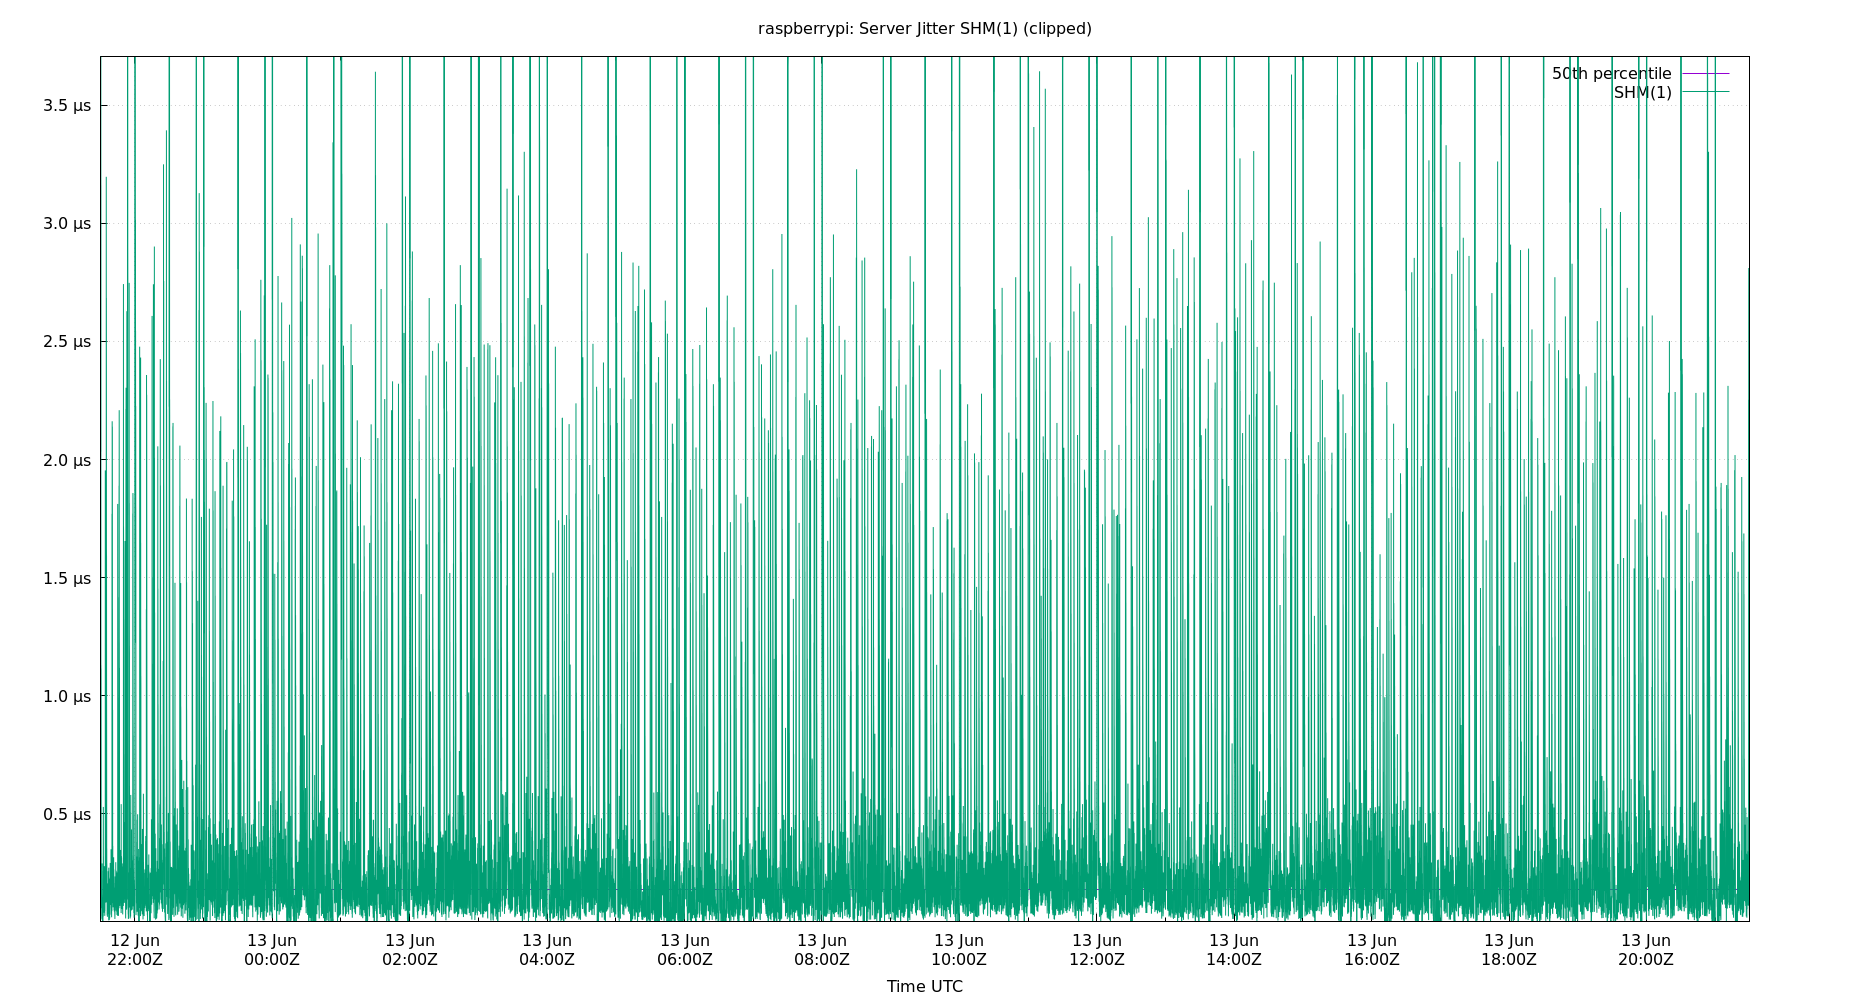 raspberrypi: Server Jitter SHM(1) (clipped)
50th percentile
SHM(1)
3.5 µs
3.0 µs
2.5 µs
2.0 µs
1.5 µs
1.0 µs
0.5 µs
12 Jun 13 Jun 13 Jun 13 Jun 13 Jun 13 Jun 13 Jun 13 Jun 13 Jun 13 Jun 13 Jun 13 Jun
22:00Z 00:00Z 02:00Z 04:00Z 06:00Z 08:00Z 10:00Z 12:00Z 14:00Z 16:00Z 18:00Z 20:00Z
Time UTC